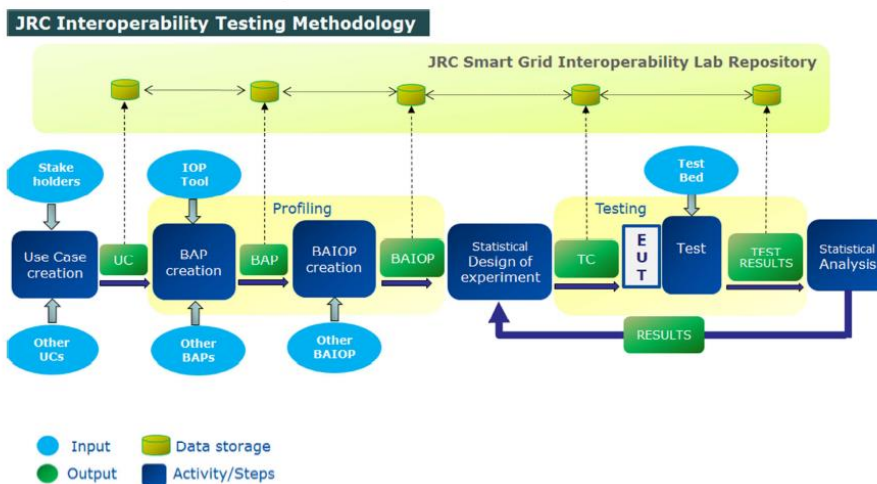 JRC Interoperability Testing Methodology
JRC Smart Grid Interoperability Lab Repository
Stake
holders
IOP
Tool
Test
Bed
Profiling
Testing
Use Case
creation
UC
BAP
creation
BAP
BAIOP
creation
BAIOP
Statistical
Design of
experiment
TC
E
U
T
Test
TEST
RESULTS
Statistical
Analysis
Other
UCs
Other
BAPs
Other
BAIOP
RESULTS
Input
Data storage
Output
Activity/Steps